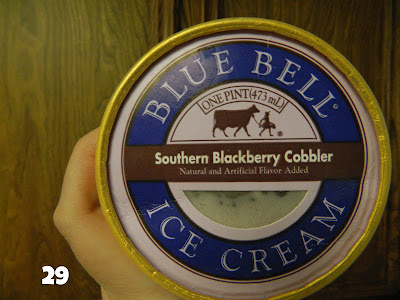 BLUE BELL®
ONE PINT (473 mL)
®
Southern Blackberry Cobbler
Natural and Artificial Flavor Added
ICE CREAM
29